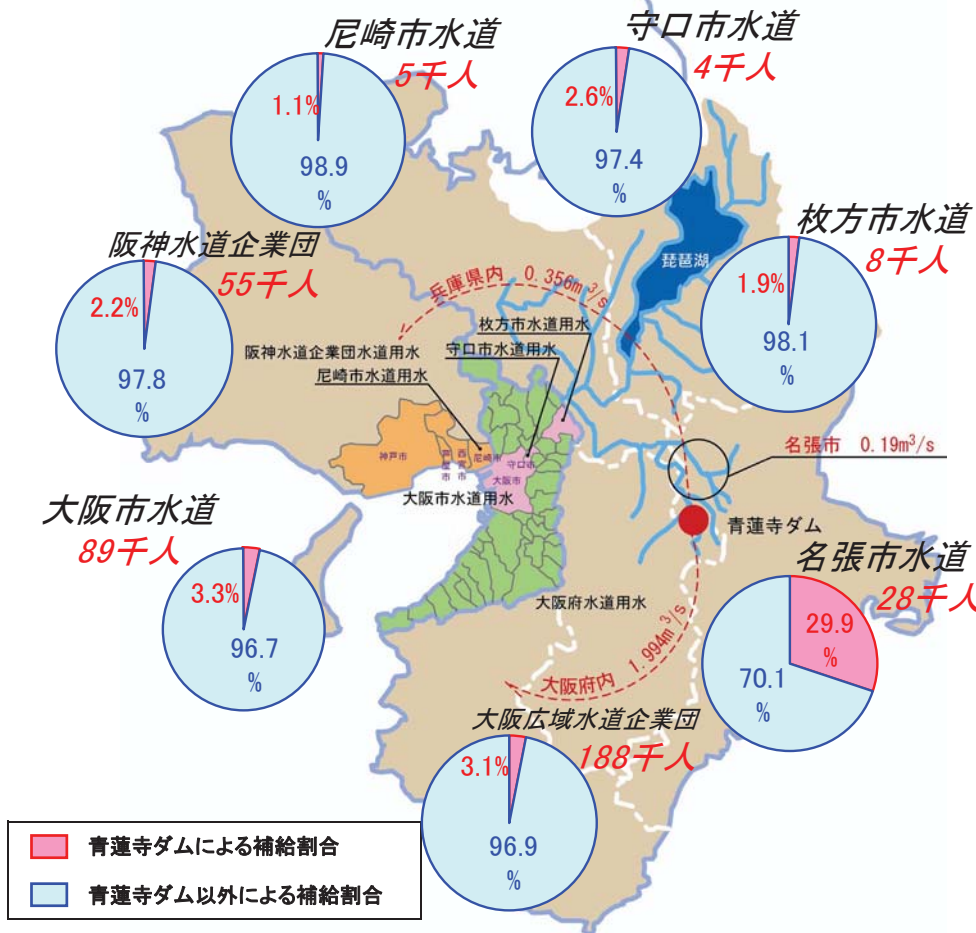 尼崎市水道
5千人
1.1%
98.9
%
守口市水道
4千人
2.6%
97.4
%
阪神水道企業団
55千人
2.2%
97.8
%
枚方市水道
8千人
1.9%
98.1
%
琵琶湖
兵庫県内 0.356m³/s
枚方市水道用水
守口市水道用水
阪神水道企業団水道用水
尼崎市水道用水
名張市 0.19m³/s
神戸市
芦屋市
西宮市
尼崎市
守口市
大阪市
大阪市水道用水
青蓮寺ダム
大阪市水道
89千人
3.3%
96.7
%
大阪府水道用水
大阪府内 1.994m³/s
名張市水道
28千人
29.9
%
70.1
%
大阪広域水道企業団
188千人
3.1%
96.9
%
青蓮寺ダムによる補給割合
青蓮寺ダム以外による補給割合